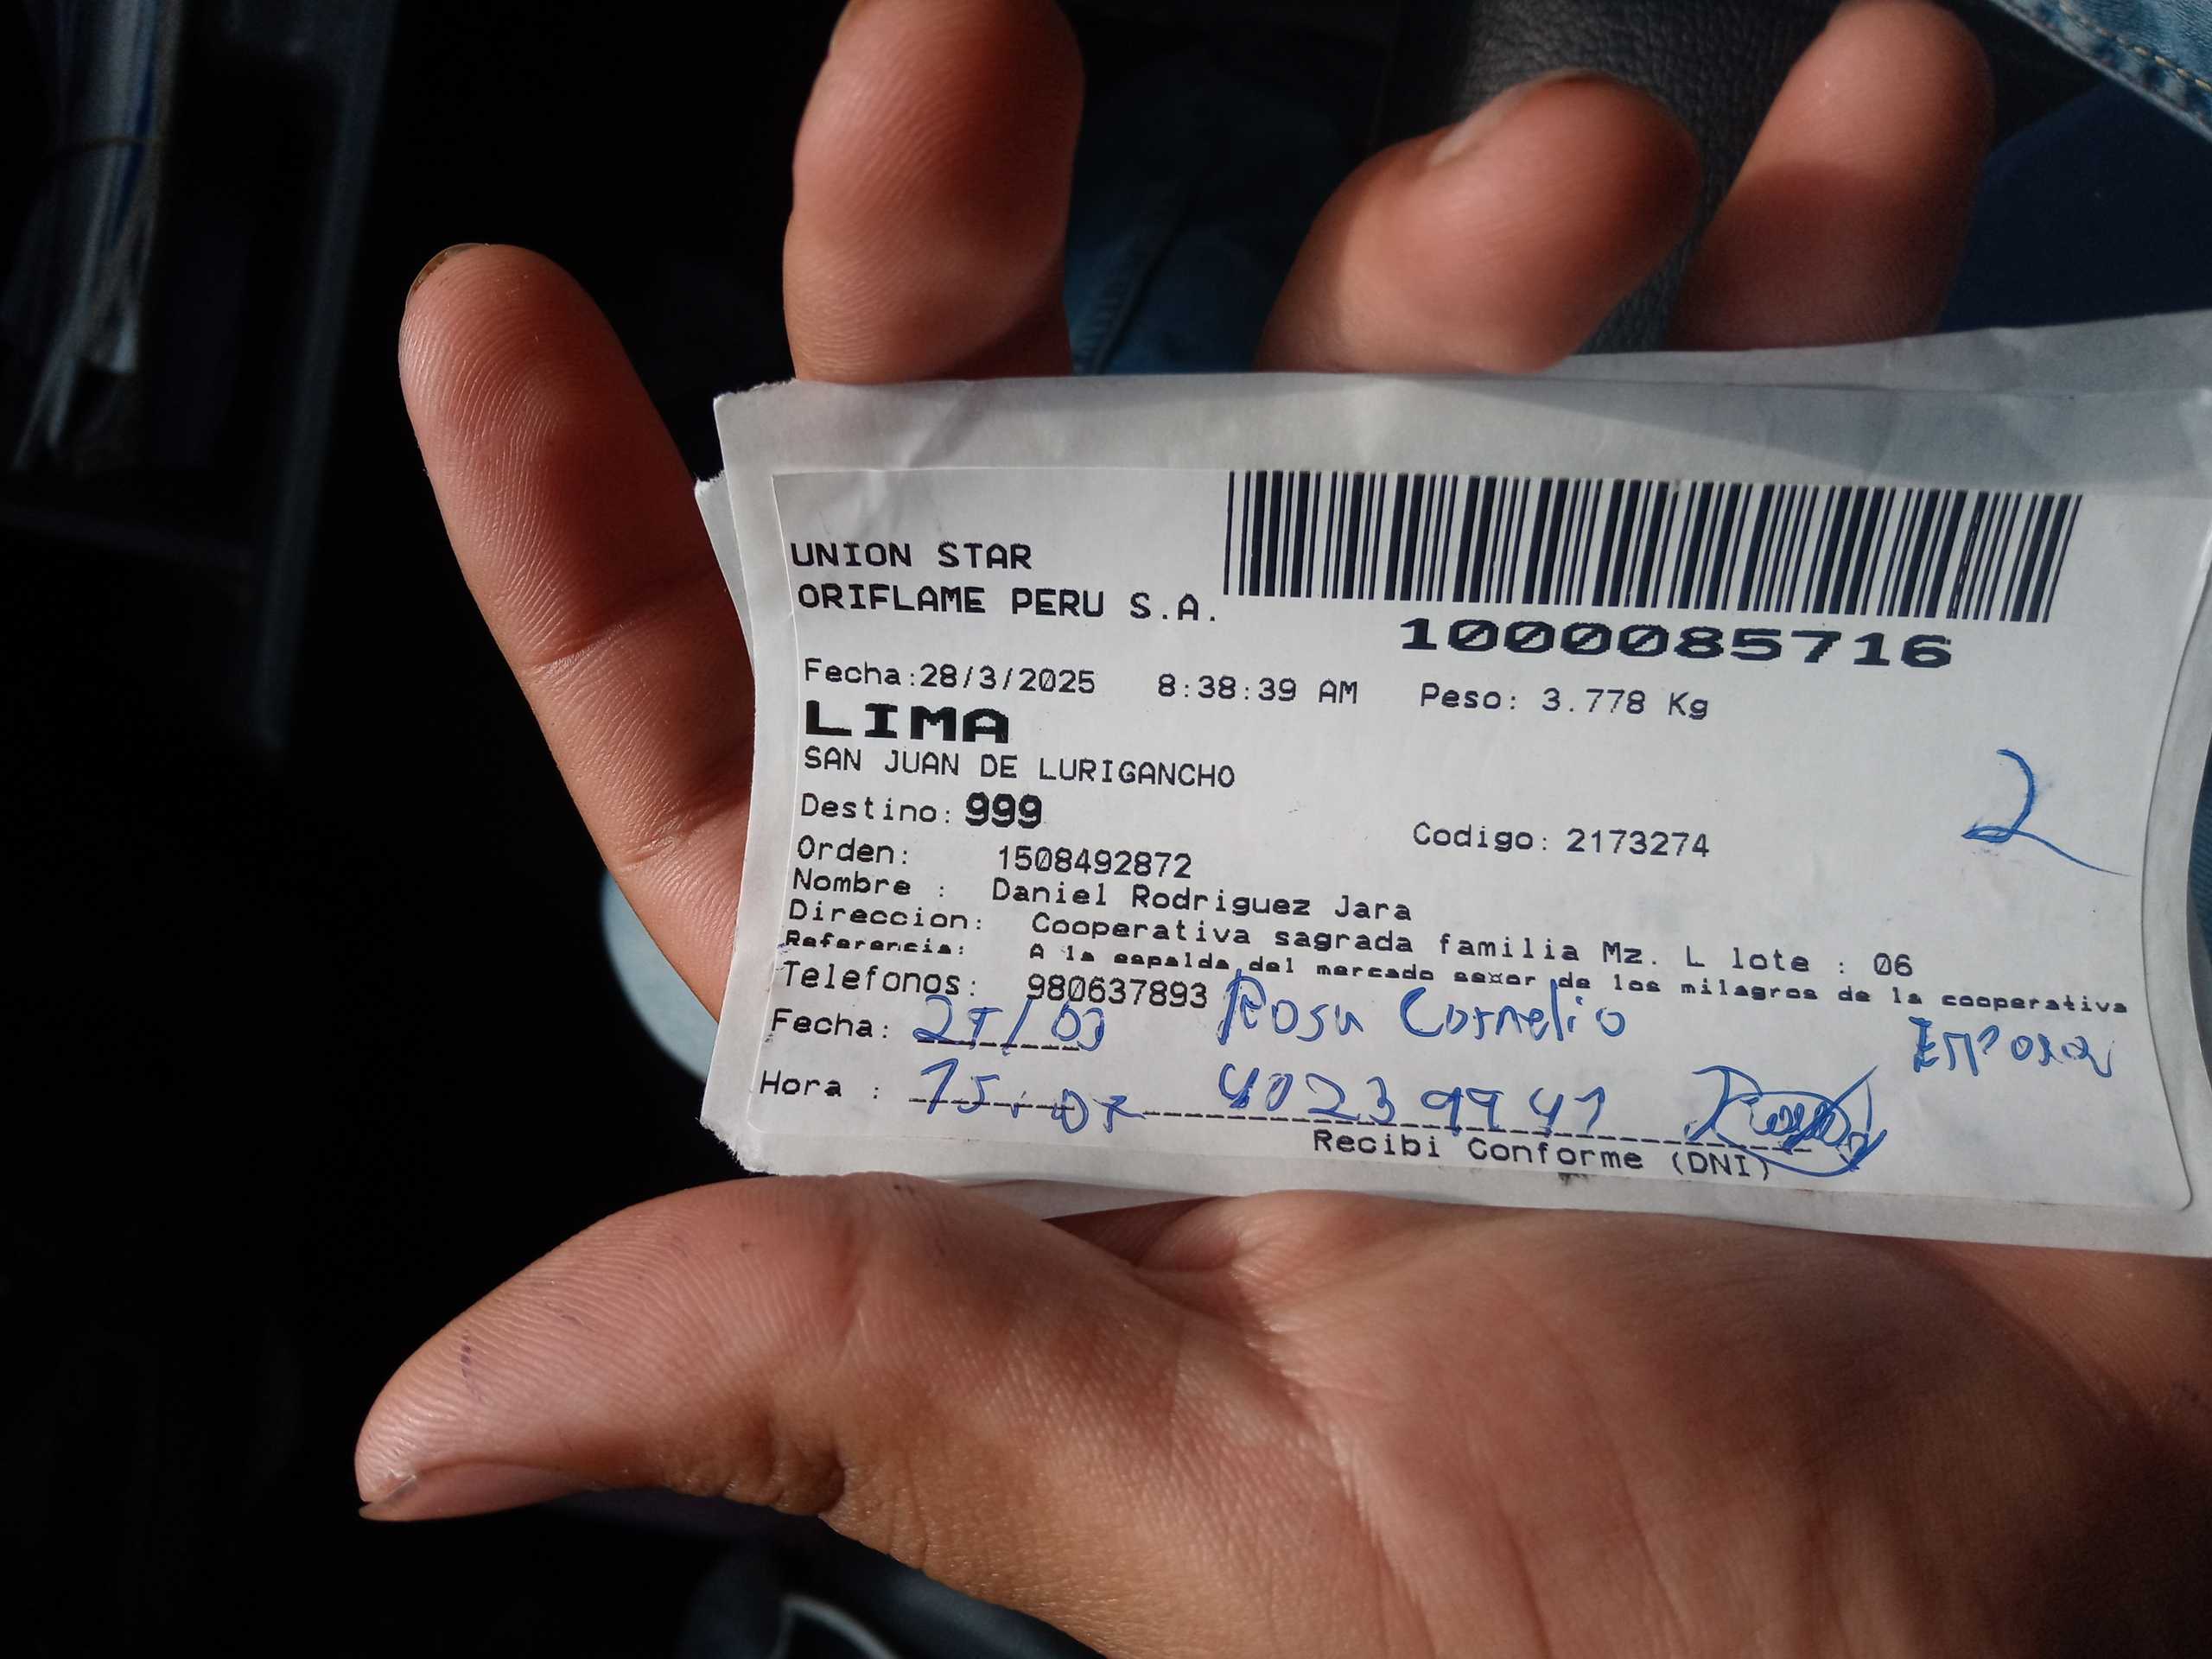 UNION STAR
ORIFLAME PERU S.A.
1000085716
Fecha:28/3/2025 8:38:39 AM Peso: 3.778 Kg
LIMA
SAN JUAN DE LURIGANCHO
2
Destino: 999
Codigo: 2173274
Orden: 1508492872
Nombre : Daniel Rodriguez Jara
Direccion: Cooperativa sagrada familia Mz. L lote : 06
Referencia: A la espalda del mercado señor de los milagros de la cooperativa
Telefonos: 980637893 Rosa Cornelio
Fecha: /03 Esposa
Hora : 15:07 40239941
Recibi Conforme (DNI)